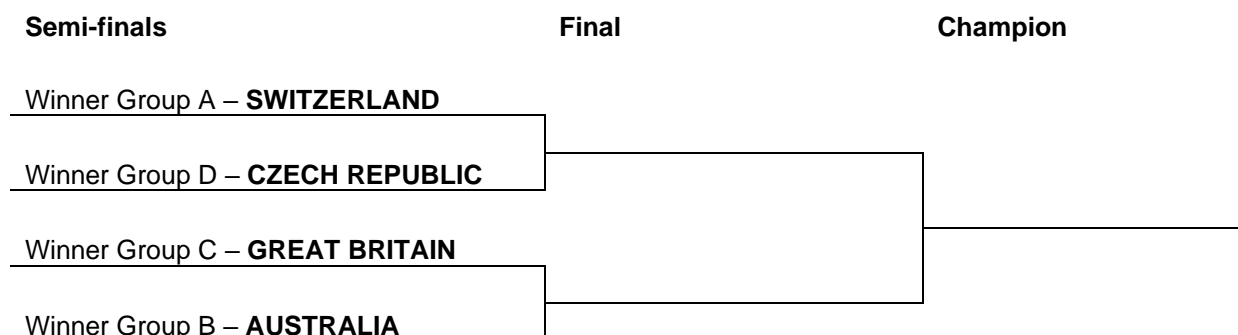 Semi-finals Final Champion
Winner Group A – SWITZERLAND
Winner Group D – CZECH REPUBLIC
Winner Group C – GREAT BRITAIN
Winner Group B – AUSTRALIA